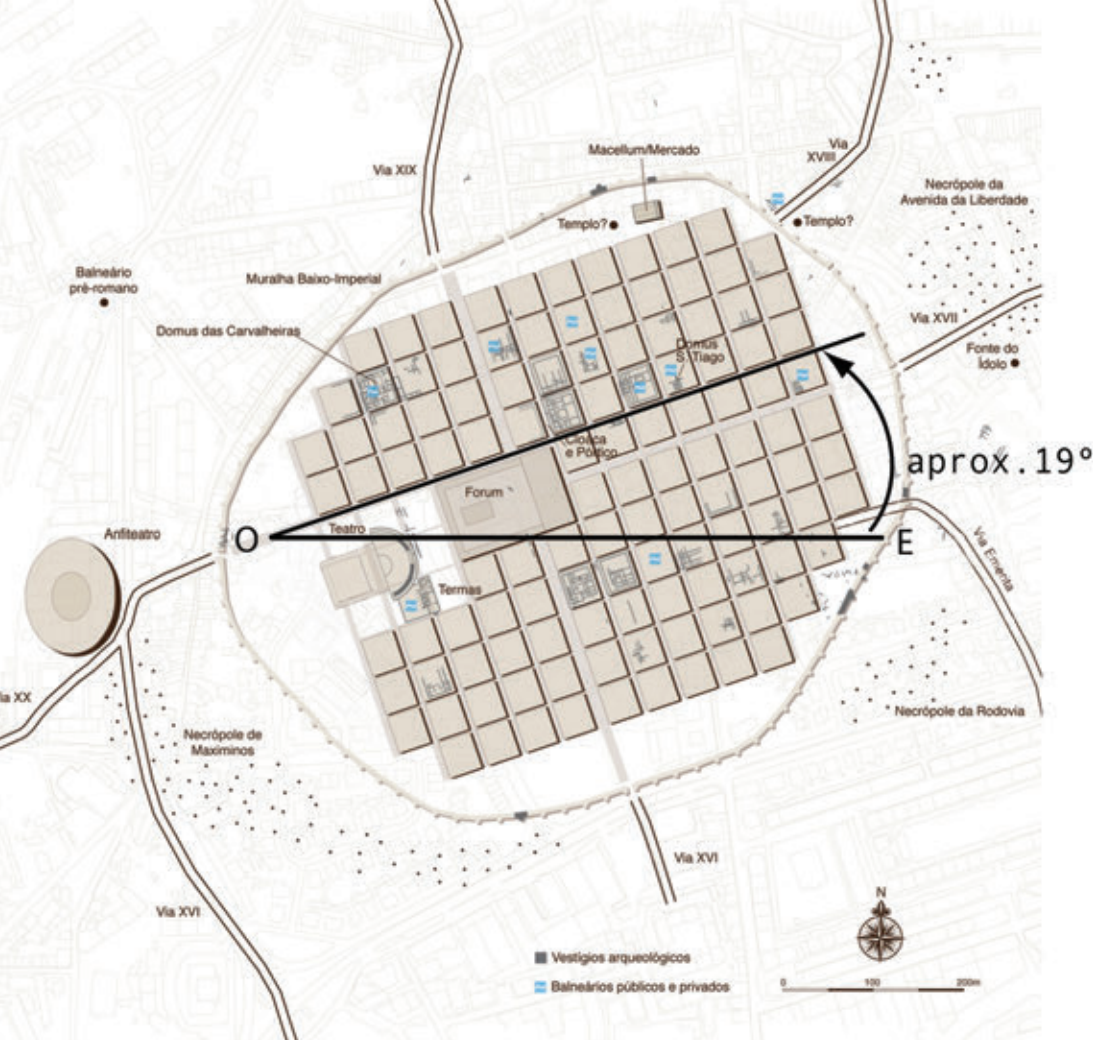 Via XIX
Macellum/Mercado
Via
XVIII
Necrópole da
Avenida da Liberdade
Templo?
Templo?
Balneário
pré-romano
Muralha Baixo-Imperial
Via XVII
Domus das Carvalheiras
Domus
S. Tiago
Fonte do
Ídolo
Cloaca
e Pórtico
aprox.19°
Forum
Anfiteatro
Teatro
O
E
Via Emerita
Termas
ia XX
Necrópole da Rodovia
Necrópole de
Maximinos
Via XVI
Via XVI
N
Vestígios arqueológicos
Balneários públicos e privados
0 100 200m